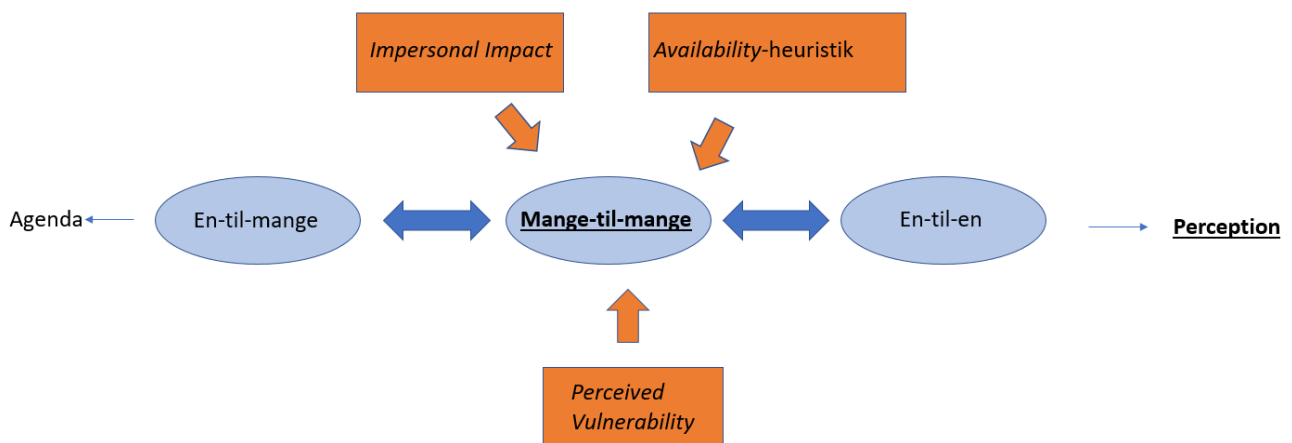 Impersonal Impact
Availability-heuristik
Agenda
En-til-mange
Mange-til-mange
En-til-en
Perception
Perceived
Vulnerability